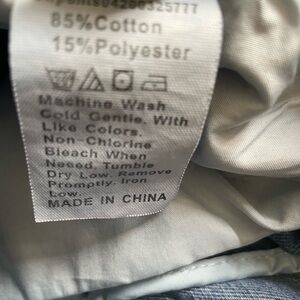 85%Cotton
15%Polyester
Machine Wash
Cold Gentle. With
Like Colors.
Non-Chlorine
Bleach When
Need. Tumble
Dry Low. Remove
Promptly. Iron
Low.
MADE IN CHINA